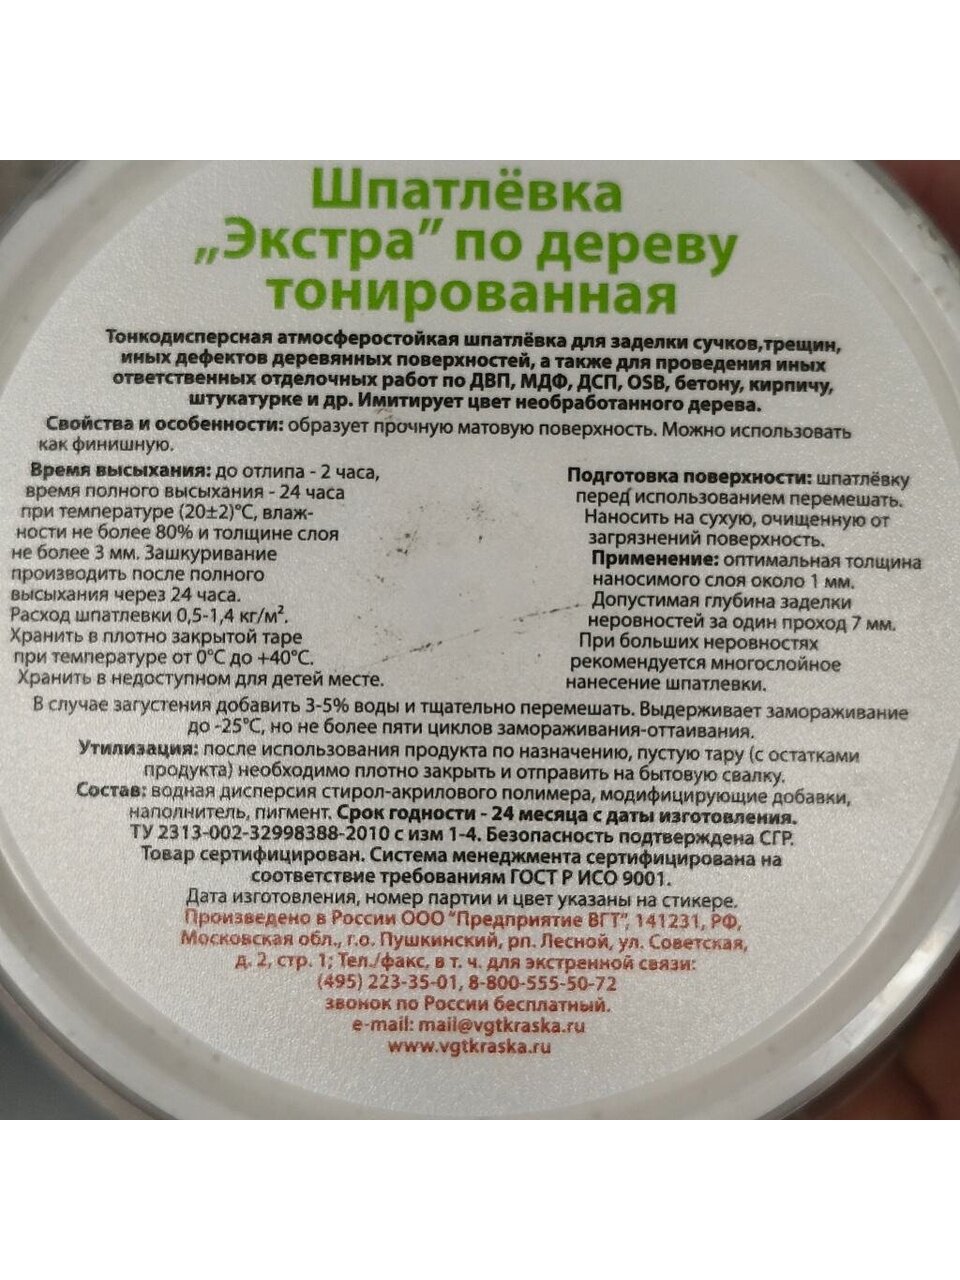 Шпатлёвка
„Экстра” по дереву
тонированная
Тонкодисперсная атмосферостойкая шпатлёвка для заделки сучков,трещин,
иных дефектов деревянных поверхностей, а также для проведения иных
ответственных отделочных работ по ДВП, МДФ, ДСП, OSB, бетону, кирпичу,
штукатурке и др. Имитирует цвет необработанного дерева.
Свойства и особенности: образует прочную матовую поверхность. Можно использовать
как финишную.
Время высыхания: до отлипа - 2 часа,
время полного высыхания - 24 часа
при температуре (20±2)°С, влаж-
ности не более 80% и толщине слоя
не более 3 мм. Зашкуривание
производить после полного
высыхания через 24 часа.
Расход шпатлевки 0,5-1,4 кг/м².
Хранить в плотно закрытой таре
при температуре от 0°С до +40°С.
Хранить в недоступном для детей месте.
Подготовка поверхности: шпатлёвку
перед использованием перемешать.
Наносить на сухую, очищенную от
загрязнений поверхность.
Применение: оптимальная толщина
наносимого слоя около 1 мм.
Допустимая глубина заделки
неровностей за один проход 7 мм.
При больших неровностях
рекомендуется многослойное
нанесение шпатлевки.
В случае загустения добавить 3-5% воды и тщательно перемешать. Выдерживает замораживание
до -25°С, но не более пяти циклов замораживания-оттаивания.
Утилизация: после использования продукта по назначению, пустую тару (с остатками
продукта) необходимо плотно закрыть и отправить на бытовую свалку.
Состав: водная дисперсия стирол-акрилового полимера, модифицирующие добавки,
наполнитель, пигмент. Срок годности - 24 месяца с даты изготовления.
ТУ 2313-002-32998388-2010 с изм 1-4. Безопасность подтверждена СГР.
Товар сертифицирован. Система менеджмента сертифицирована на
соответствие требованиям ГОСТ Р ИСО 9001.
Дата изготовления, номер партии и цвет указаны на стикере.
Произведено в России ООО "Предприятие ВГТ", 141231, РФ,
Московская обл., г.о. Пушкинский, рп. Лесной, ул. Советская,
д. 2, стр. 1; Тел./факс, в т. ч. для экстренной связи:
(495) 223-35-01, 8-800-555-50-72
звонок по России бесплатный.
e-mail: mail@vgtkraska.ru
www.vgtkraska.ru